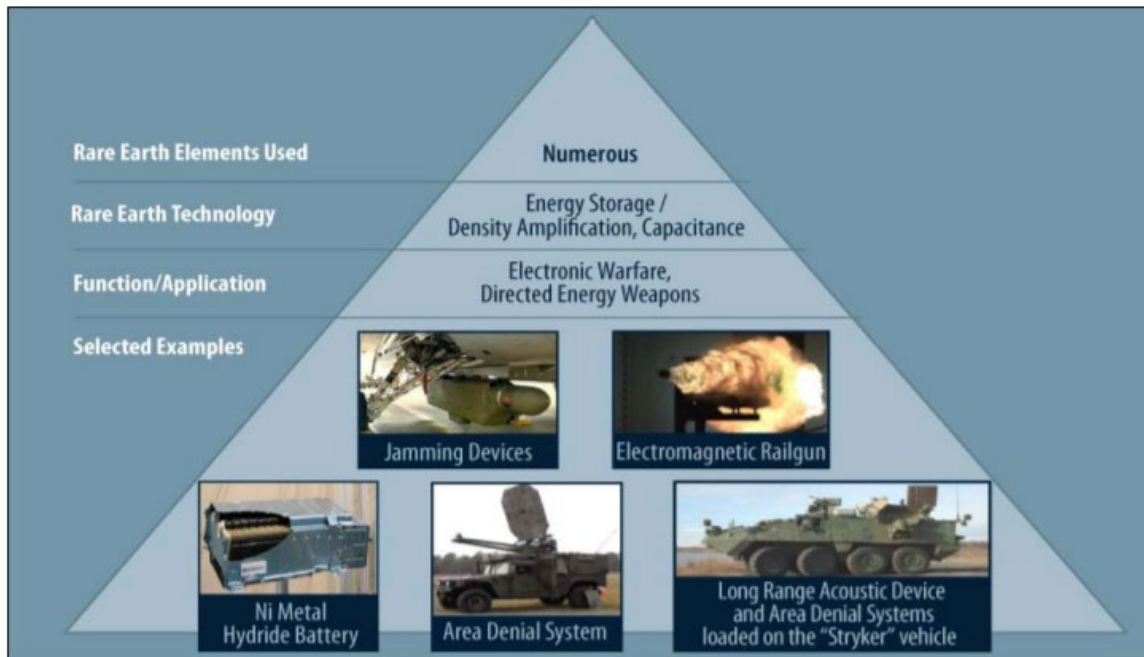 Rare Earth Elements Used
Numerous
Rare Earth Technology
Energy Storage /
Density Amplification, Capacitance
Function/Application
Electronic Warfare,
Directed Energy Weapons
Selected Examples
Jamming Devices
Electromagnetic Railgun
Ni Metal
Hydride Battery
Area Denial System
Long Range Acoustic Device
and Area Denial Systems
loaded on the “Stryker” vehicle